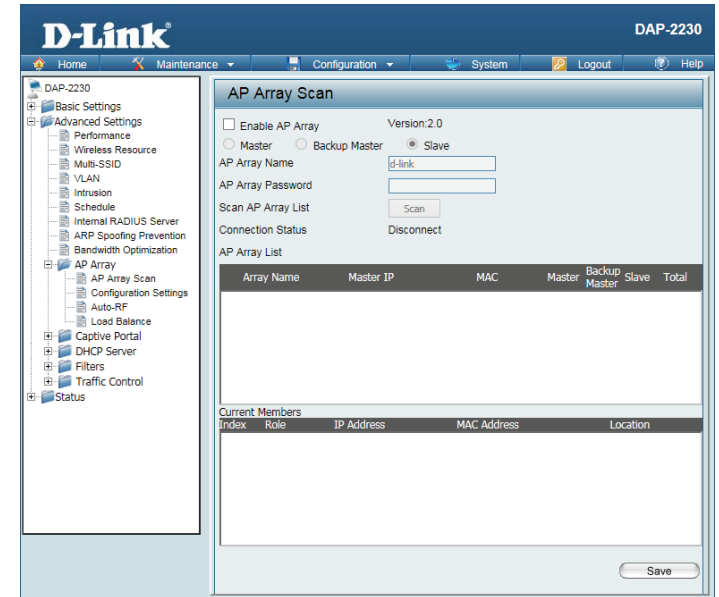 D-Link®
DAP-2230
Home Maintenance Configuration System Logout Help
DAP-2230
Basic Settings
Advanced Settings
Performance
Wireless Resource
Multi-SSID
VLAN
Intrusion
Schedule
Internal RADIUS Server
ARP Spoofing Prevention
Bandwidth Optimization
AP Array
AP Array Scan
Configuration Settings
Auto-RF
Load Balance
Captive Portal
DHCP Server
Filters
Traffic Control
Status
AP Array Scan
Enable AP Array Version:2.0
Master Backup Master Slave
AP Array Name d-link
AP Array Password
Scan AP Array List Scan
Connection Status Disconnect
AP Array List
Array Name Master IP MAC Master Backup Master Slave Total
Current Members
Index Role IP Address MAC Address Location
Save